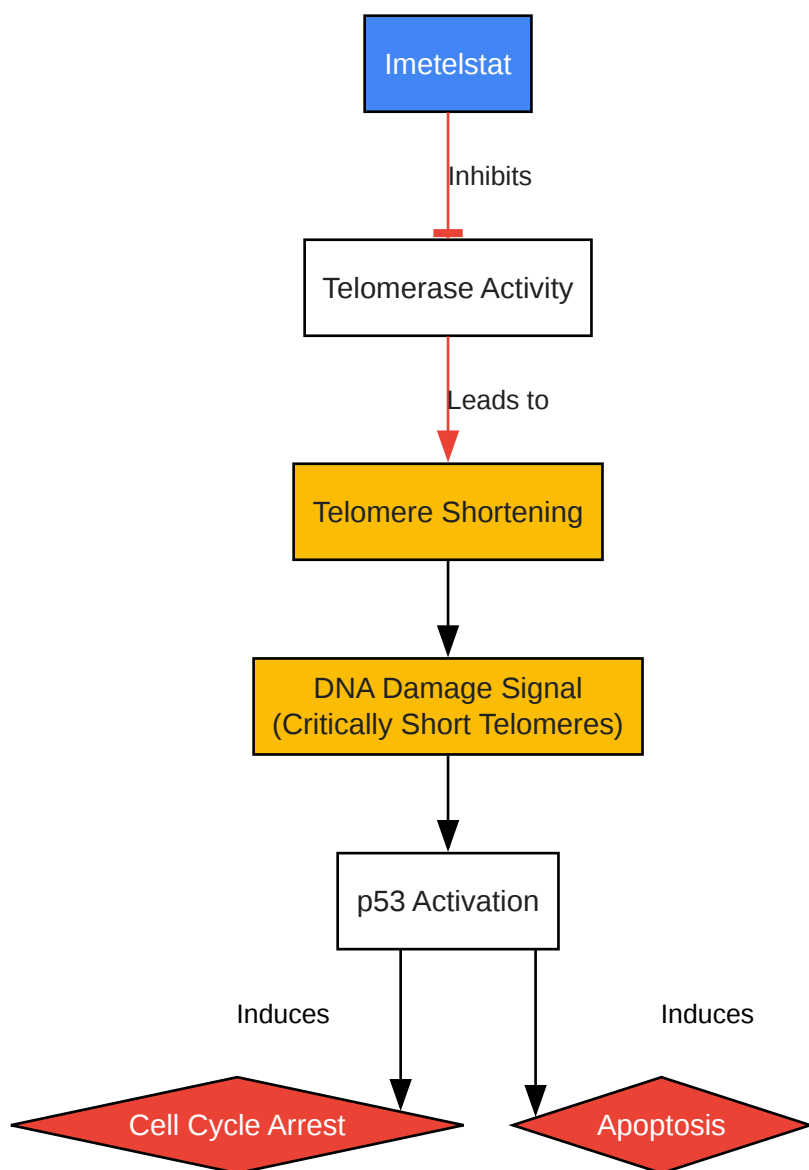 Imetelstat
Inhibits
Telomerase Activity
Leads to
Telomere Shortening
DNA Damage Signal
(Critically Short Telomeres)
p53 Activation
Induces
Induces
Cell Cycle Arrest
Apoptosis